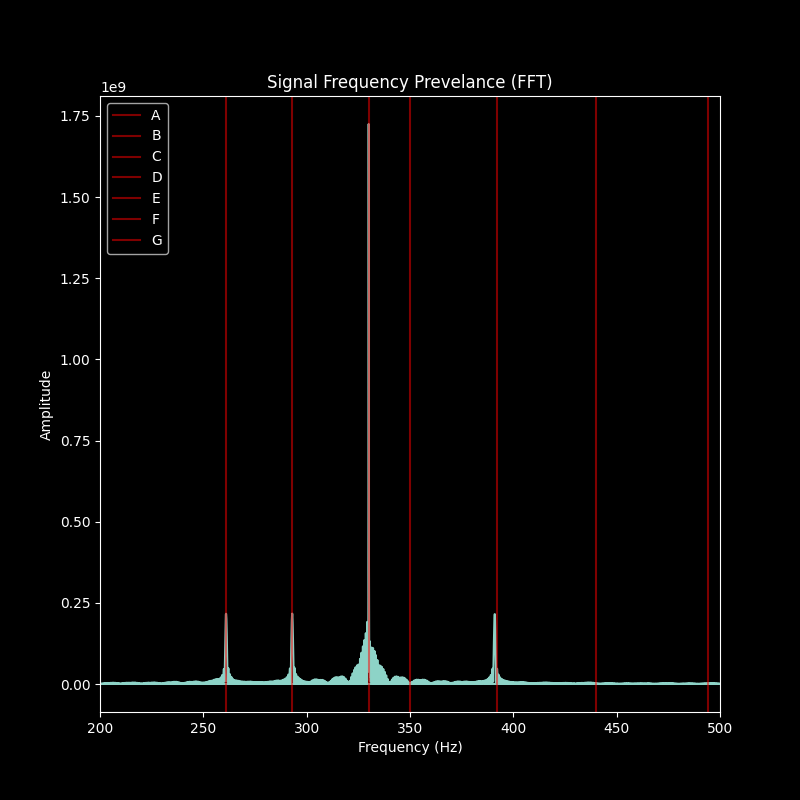 Signal Frequency Prevelance (FFT)
1e9
1.75
1.50
1.25
1.00
0.75
0.50
0.25
0.00
Amplitude
A
B
C
D
E
F
G
200 250 300 350 400 450 500
Frequency (Hz)